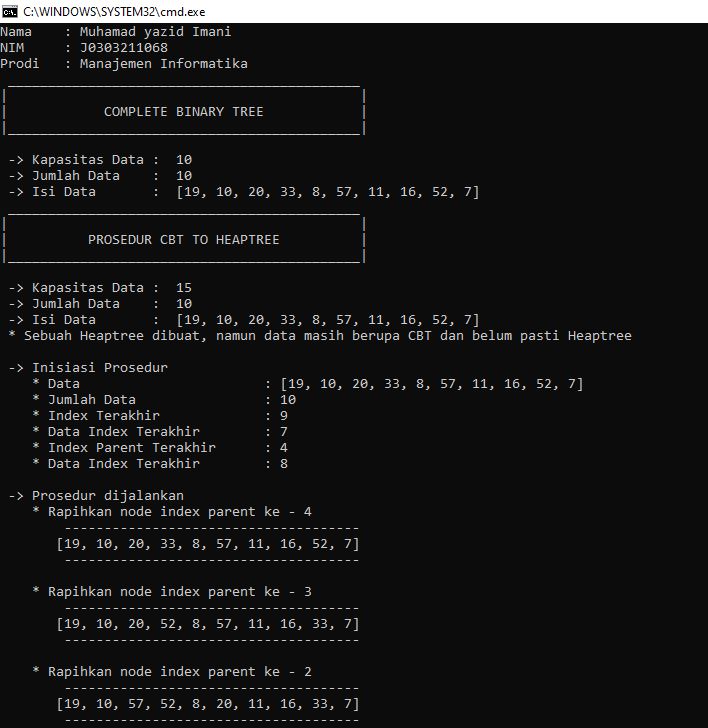 C:\WINDOWS\SYSTEM32\cmd.exe
Nama    : Muhamad yazid Imani
NIM     : J0303211068
Prodi   : Manajemen Informatika
COMPLETE BINARY TREE
-> Kapasitas Data :  10
-> Jumlah Data    :  10
-> Isi Data       :  [19, 10, 20, 33, 8, 57, 11, 16, 52, 7]
PROSEDUR CBT TO HEAPTREE
-> Kapasitas Data :  15
-> Jumlah Data    :  10
-> Isi Data       :  [19, 10, 20, 33, 8, 57, 11, 16, 52, 7]
* Sebuah Heaptree dibuat, namun data masih berupa CBT dan belum pasti Heaptree
-> Inisiasi Prosedur
* Data                       : [19, 10, 20, 33, 8, 57, 11, 16, 52, 7]
* Jumlah Data                : 10
* Index Terakhir             : 9
* Data Index Terakhir        : 7
* Index Parent Terakhir      : 4
* Data Index Terakhir        : 8
-> Prosedur dijalankan
* Rapihkan node index parent ke - 4
-------------------------------------
[19, 10, 20, 33, 8, 57, 11, 16, 52, 7]
-------------------------------------
* Rapihkan node index parent ke - 3
-------------------------------------
[19, 10, 20, 52, 8, 57, 11, 16, 33, 7]
-------------------------------------
* Rapihkan node index parent ke - 2
-------------------------------------
[19, 10, 57, 52, 8, 20, 11, 16, 33, 7]
-------------------------------------